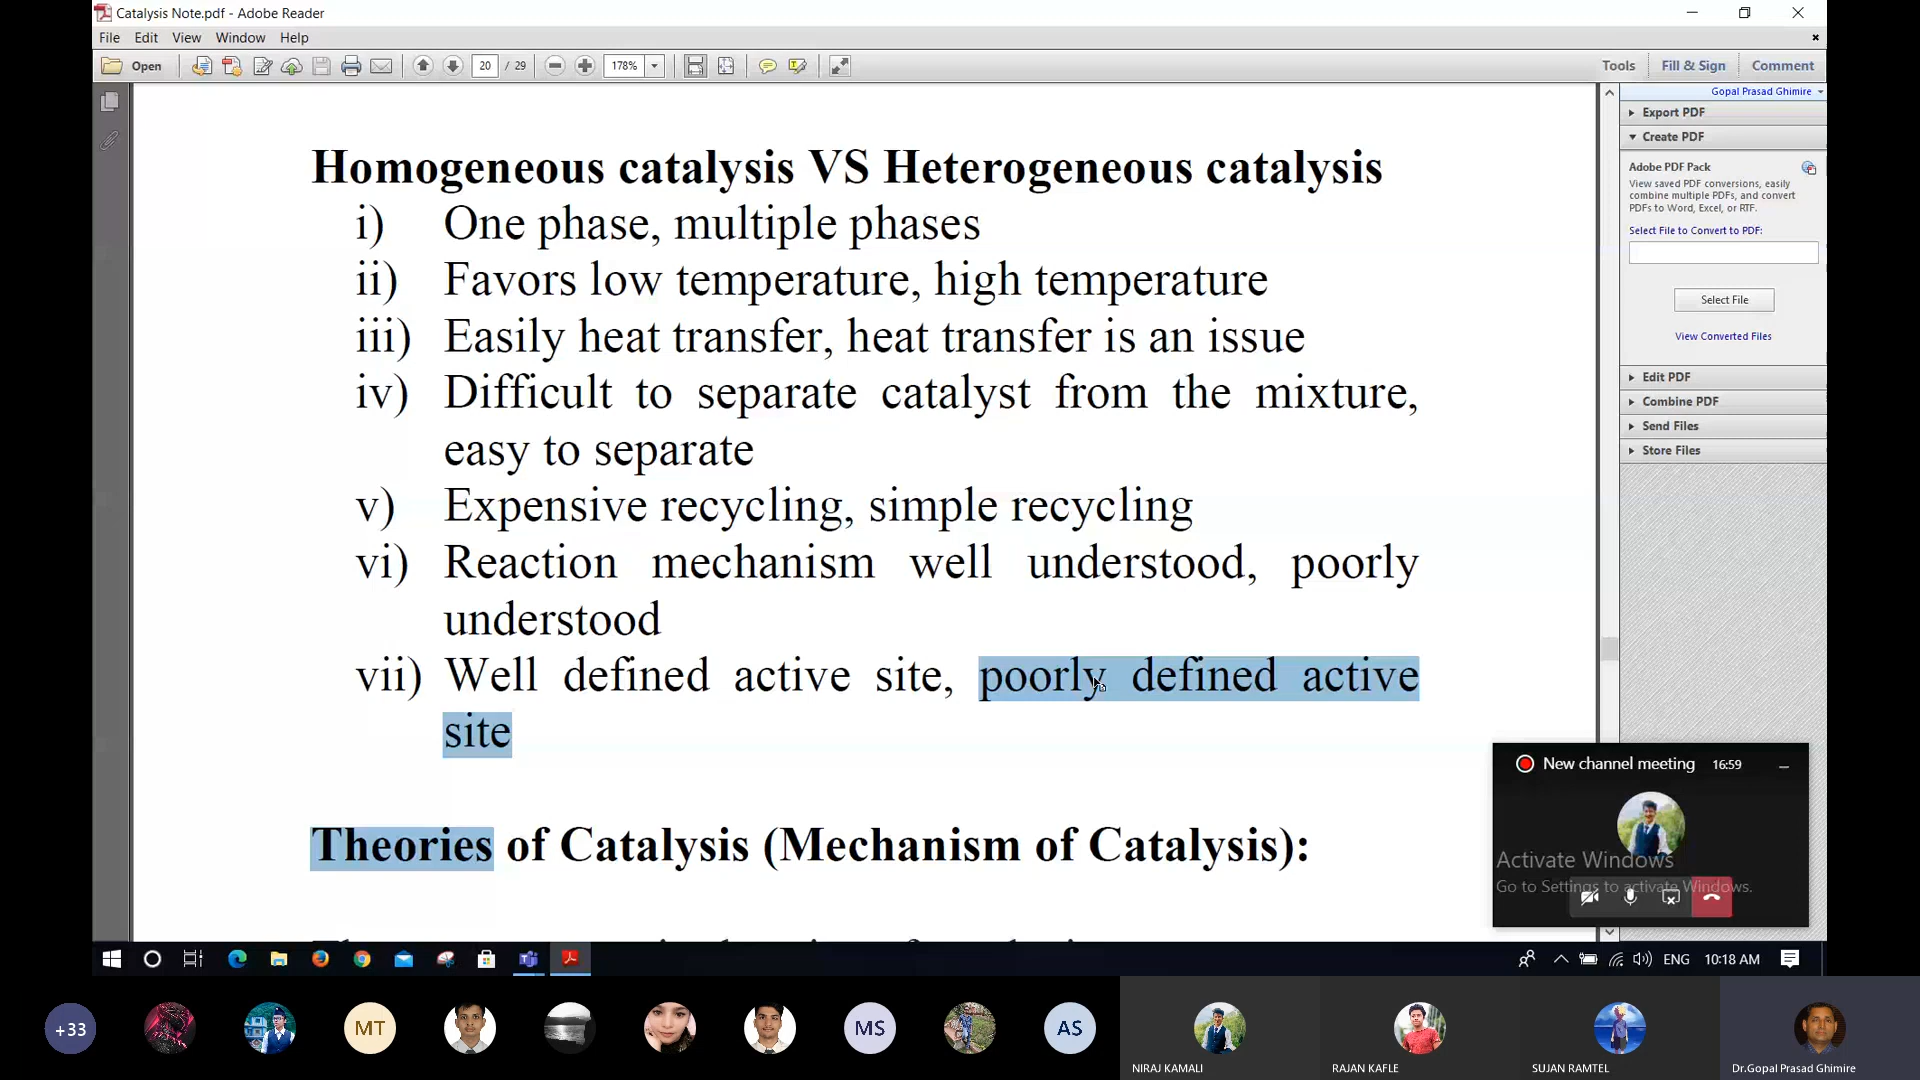 Catalysis Note.pdf - Adobe Reader
File Edit View Window Help
Open 20 / 29 178% Tools Fill & Sign Comment
Gopal Prasad Ghimire
Export PDF
Create PDF
Adobe PDF Pack
View saved PDF conversions, easily
combine multiple PDFs, and convert
PDFs to Word, Excel, or RTF.
Select File to Convert to PDF:
Select File
View Converted Files
Edit PDF
Combine PDF
Send Files
Store Files
Homogeneous catalysis VS Heterogeneous catalysis
i) One phase, multiple phases
ii) Favors low temperature, high temperature
iii) Easily heat transfer, heat transfer is an issue
iv) Difficult to separate catalyst from the mixture,
easy to separate
v) Expensive recycling, simple recycling
vi) Reaction mechanism well understood, poorly
understood
vii) Well defined active site, poorly defined active
site
Theories of Catalysis (Mechanism of Catalysis):
New channel meeting 16:59
Activate Windows
Go to Settings to activate Windows.
ENG 10:18 AM
+33 MT MS AS
NIRAJ KAMALI RAJAN KAFLE SUJAN RAMTEL Dr.Gopal Prasad Ghimire